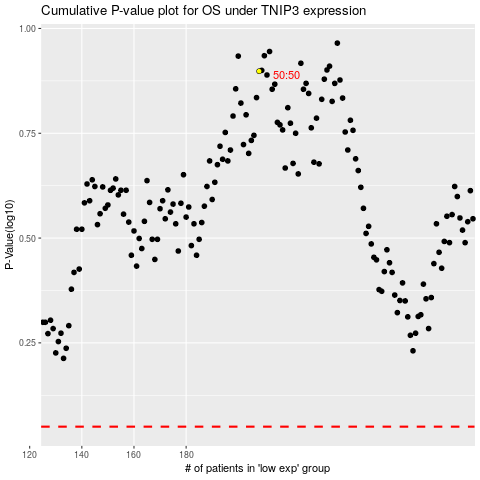 Cumulative P-value plot for OS under TNIP3 expression
1.00
50:50
0.75
P-Value(log10)
0.50
0.25
120 140 160 180
# of patients in 'low exp' group